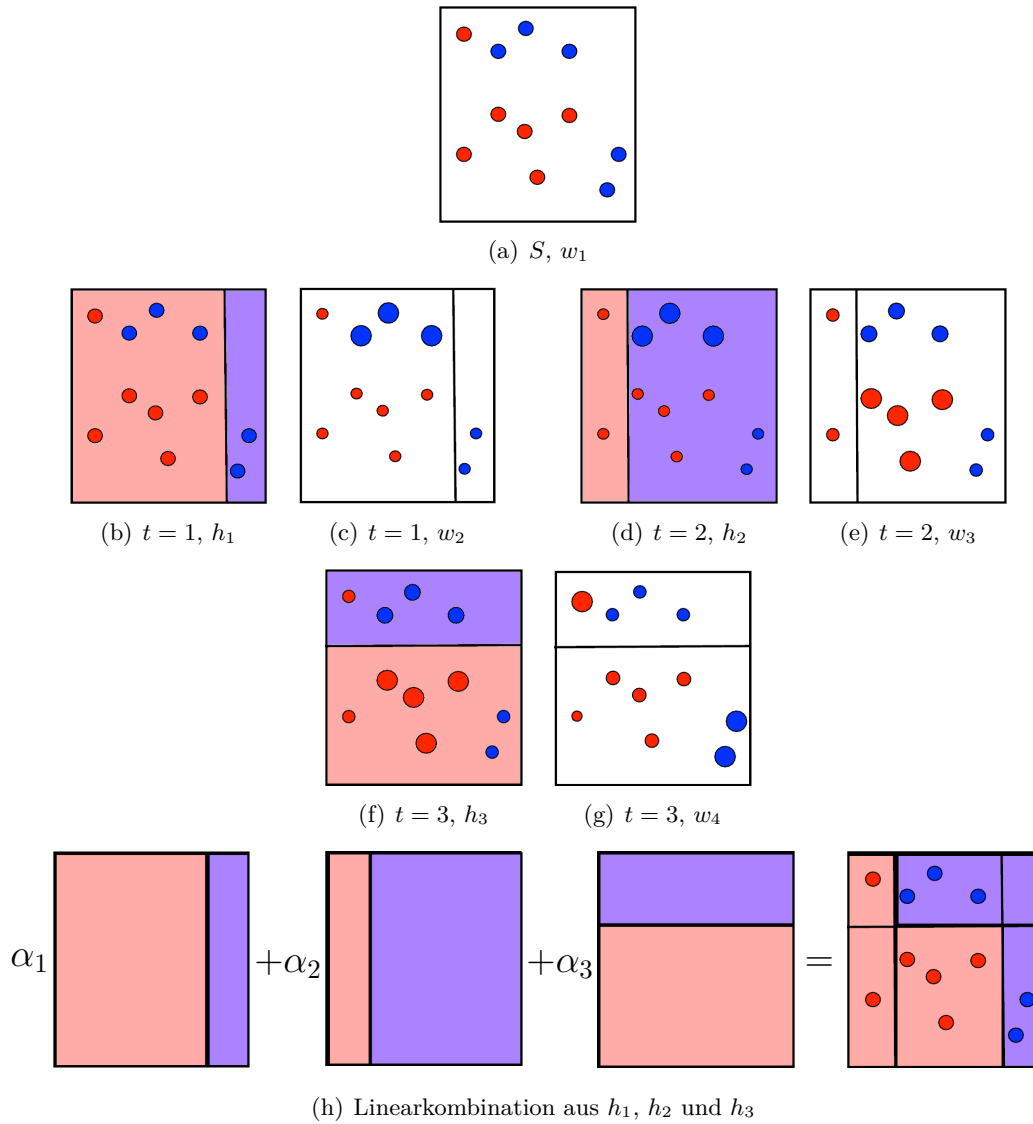 (a) S, w₁
(b) t = 1, h₁ (c) t = 1, w₂ (d) t = 2, h₂ (e) t = 2, w₃
(f) t = 3, h₃ (g) t = 3, w₄
α₁ +α₂ +α₃ =
(h) Linearkombination aus h₁, h₂ und h₃